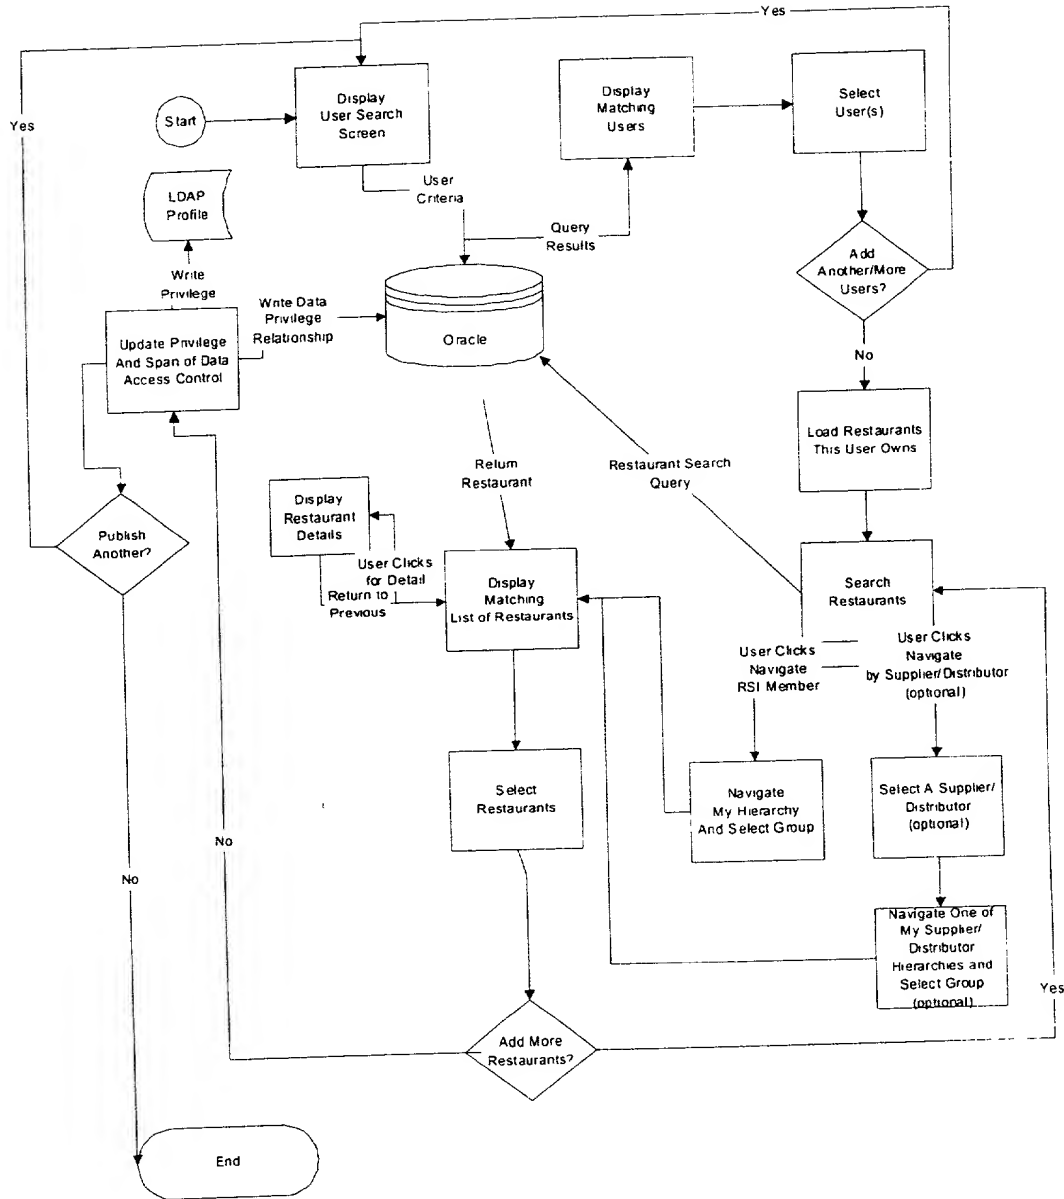 Yes
Yes
Start
Display
User Search
Screen
Display
Matching
Users
Select
User(s)
LDAP
Profile
User
Criteria
Query
Results
Add
Another/More
Users?
Write
Privilege
Write Data
Privilege
Relationship
Oracle
Update Privilege
And Span of Data
Access Control
No
Load Restaurants
This User Owns
Return
Restaurant
Restaurant Search
Query
Display
Restaurant
Details
Publish
Another?
User Clicks
for Detail
Return to
Previous
Display
Matching
List of Restaurants
Search
Restaurants
User Clicks
Navigate
RSI Member
User Clicks
Navigate
by Supplier/Distributor
(optional)
Select
Restaurants
Navigate
My Hierarchy
And Select Group
Select A Supplier/
Distributor
(optional)
No
No
Navigate One of
My Supplier/
Distributor
Hierarchies and
Select Group
(optional)
Yes
Add More
Restaurants?
End